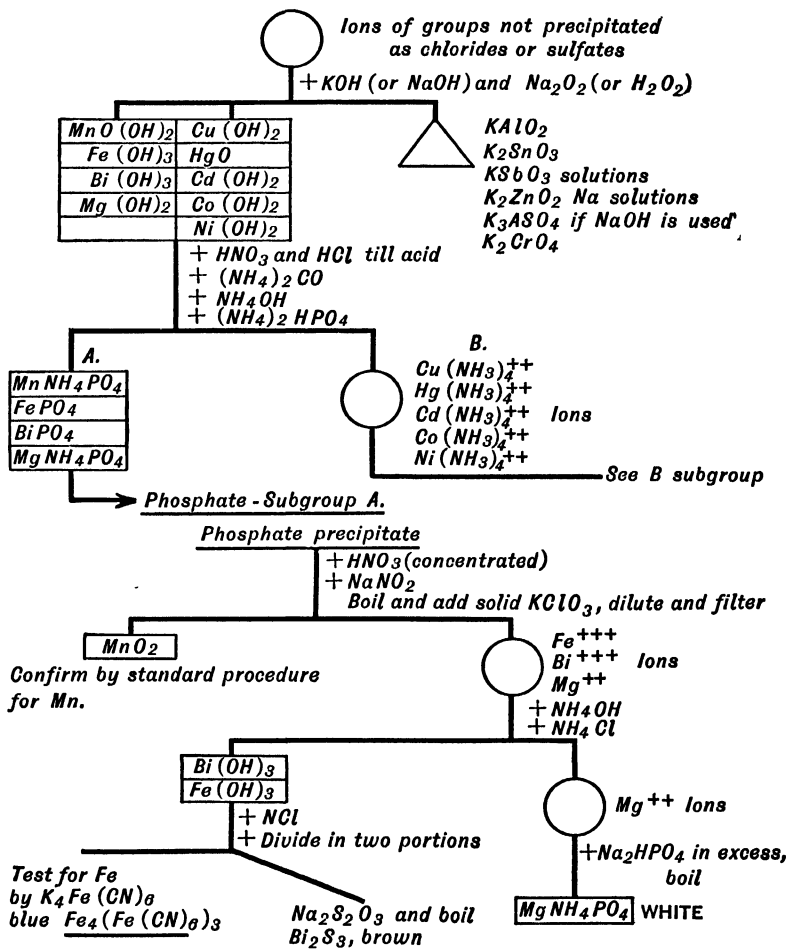 Ions of groups not precipitated
as chlorides or sulfates
+KOH (or NaOH) and Na2O2 (or H2O2)
MnO(OH)2 Cu(OH)2
Fe(OH)3 HgO
Bi(OH)3 Cd(OH)2
Mg(OH)2 Co(OH)2
Ni(OH)2
KAlO2
K2SnO3
KSbO3 solutions
K2ZnO2 Na solutions
K3ASO4 if NaOH is used
K2CrO4
+ HNO3 and HCl till acid
+ (NH4)2CO
+ NH4OH
+ (NH4)2HPO4
A.
MnNH4PO4
FePO4
BiPO4
MgNH4PO4
B.
Cu(NH3)4++
Hg(NH3)4++
Cd(NH3)4++ Ions
Co(NH3)4++
Ni(NH3)4++
See B subgroup
Phosphate-Subgroup A.
Phosphate precipitate
+HNO3 (concentrated)
+NaNO2
Boil and add solid KClO3, dilute and filter
MnO2
Confirm by standard procedure
for Mn.
Fe+++
Bi+++ Ions
Mg++
+ NH4OH
+ NH4Cl
Bi(OH)3
Fe(OH)3
+ NCl
+ Divide in two portions
Mg++ Ions
+Na2HPO4 in excess,
boil
Test for Fe
by K4Fe(CN)6
blue Fe4(Fe(CN)6)3
Na2S2O3 and boil
Bi2S3, brown
MgNH4PO4 WHITE